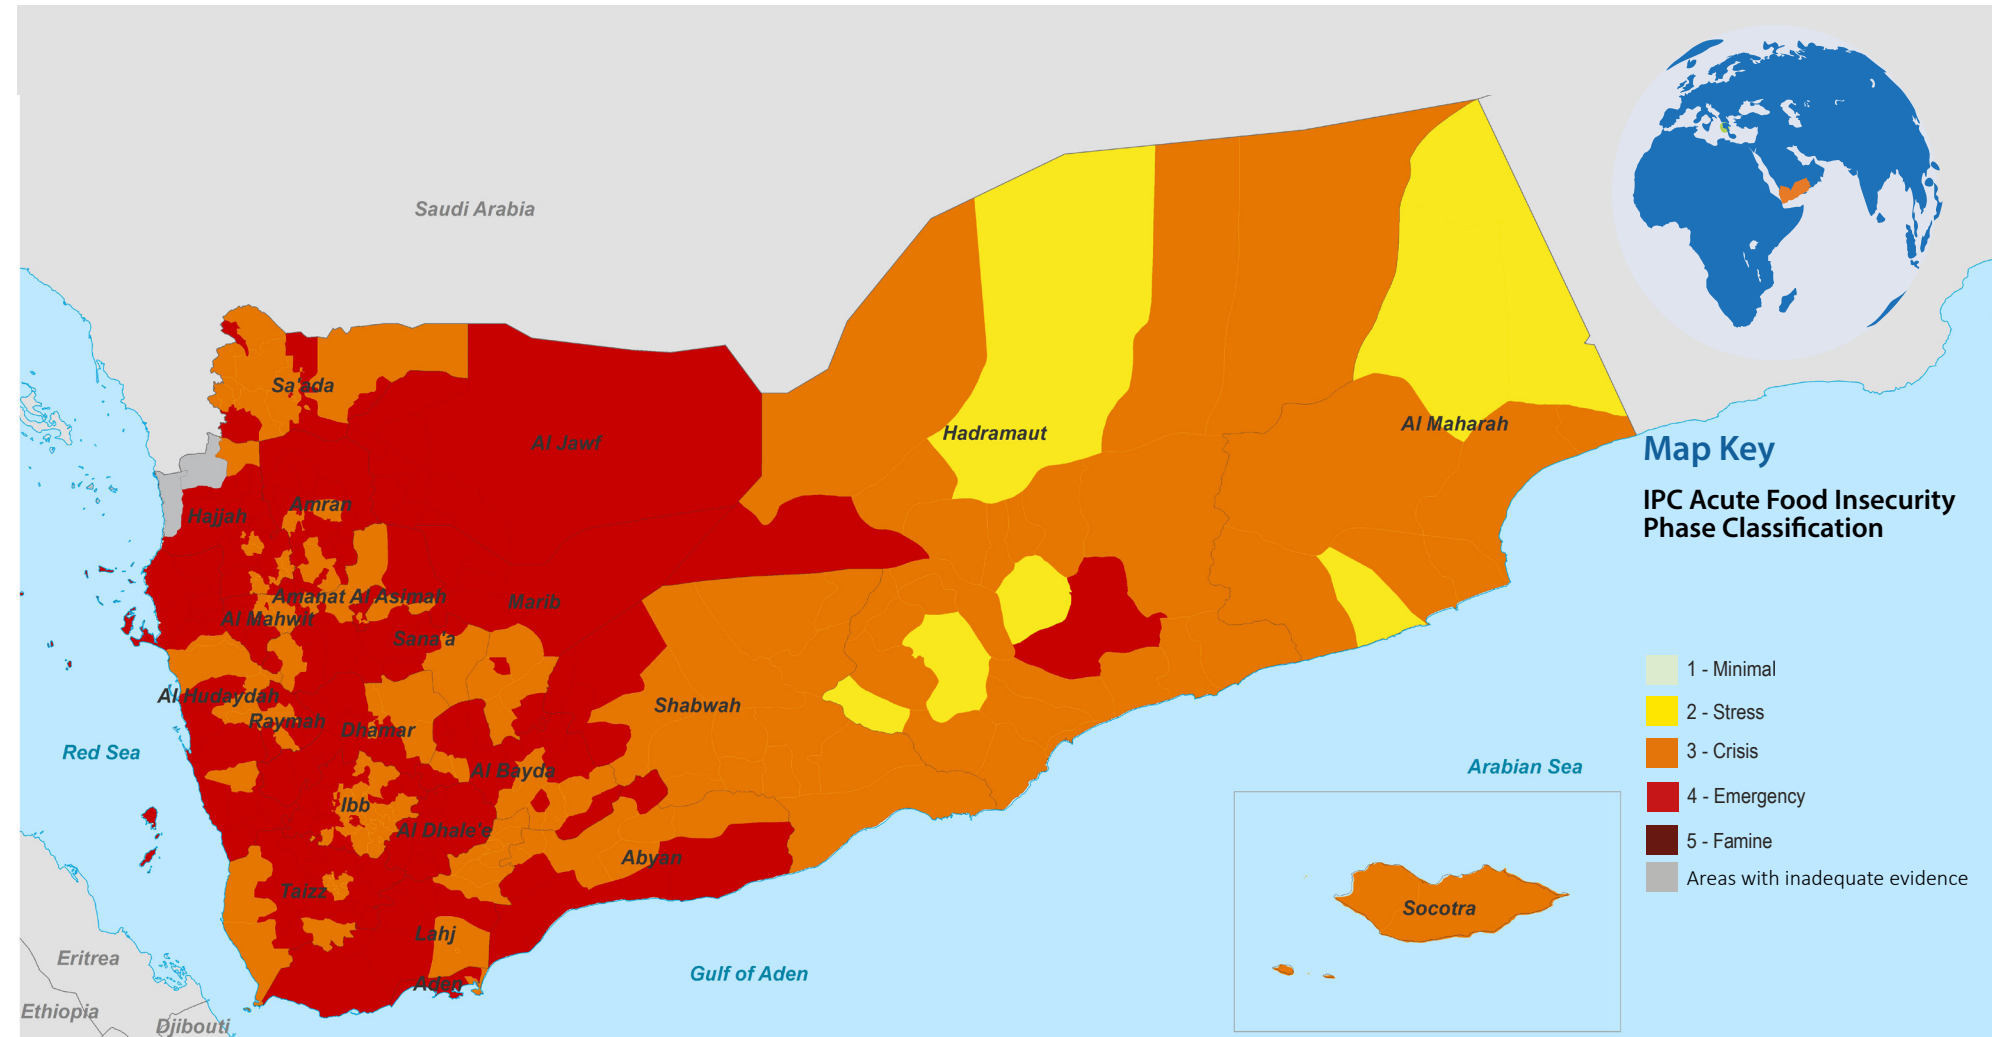 Saudi Arabia
Sa'ada
Al Jawf
Hadramaut
Al Maharah
Amran
Hajjah
Amanat Al Asimah
Marib
Al Mahwit
Sana'a
Al Hudaydah
Raymah
Dhamar
Shabwah
Red Sea
Al Bayda
Arabian Sea
Ibb
Al Dhale'e
Abyan
Taizz
Lahj
Aden
Gulf of Aden
Eritrea
Ethiopia
Djibouti
Socotra
Map Key
IPC Acute Food Insecurity
Phase Classification
1 - Minimal
2 - Stress
3 - Crisis
4 - Emergency
5 - Famine
Areas with inadequate evidence